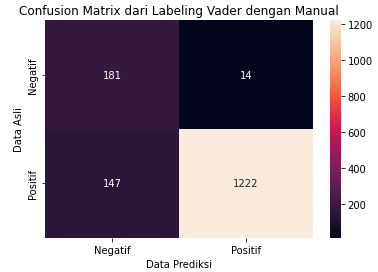 Confusion Matrix dari Labeling Vader dengan Manual
Negatif
181
14
Positif
147
1222
Data Asli
Negatif
Positif
Data Prediksi
1200
1000
800
600
400
200